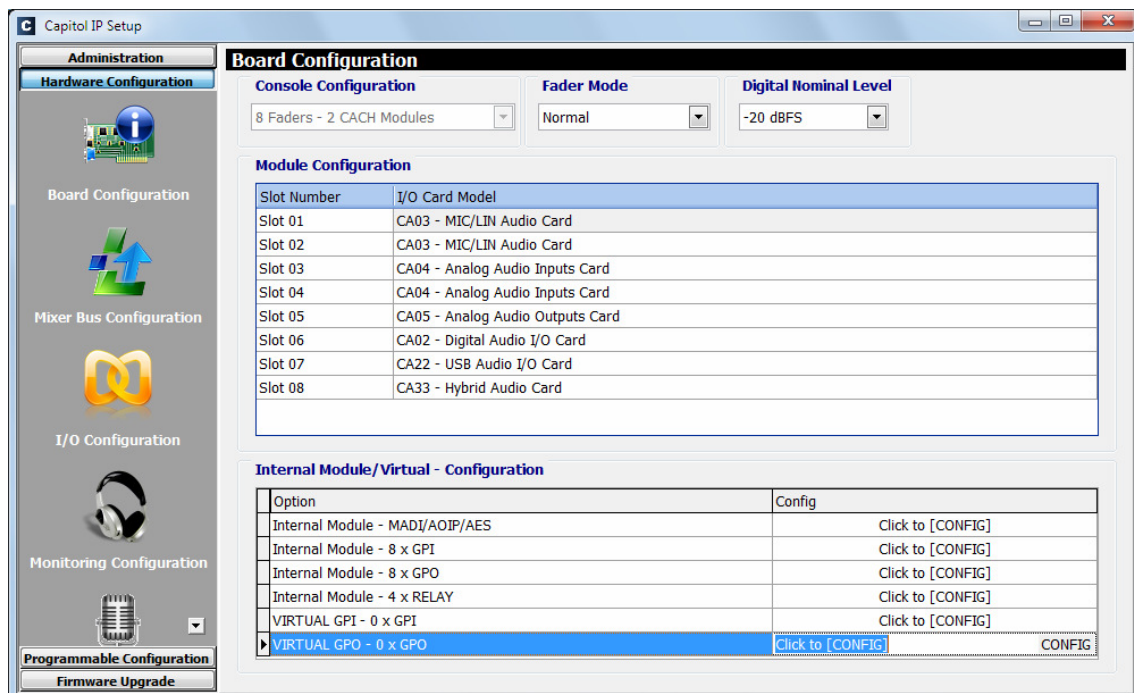 Capitol IP Setup
Administration
Hardware Configuration
Board Configuration
Mixer Bus Configuration
I/O Configuration
Monitoring Configuration
Programmable Configuration
Firmware Upgrade
Board Configuration
Console Configuration
8 Faders - 2 CACH Modules
Fader Mode
Normal
Digital Nominal Level
-20 dBFS
Module Configuration
Slot Number I/O Card Model
Slot 01 CA03 - MIC/LIN Audio Card
Slot 02 CA03 - MIC/LIN Audio Card
Slot 03 CA04 - Analog Audio Inputs Card
Slot 04 CA04 - Analog Audio Inputs Card
Slot 05 CA05 - Analog Audio Outputs Card
Slot 06 CA02 - Digital Audio I/O Card
Slot 07 CA22 - USB Audio I/O Card
Slot 08 CA33 - Hybrid Audio Card
Internal Module/Virtual - Configuration
Option Config
Internal Module - MADI/AOIP/AES Click to [CONFIG]
Internal Module - 8 x GPI Click to [CONFIG]
Internal Module - 8 x GPO Click to [CONFIG]
Internal Module - 4 x RELAY Click to [CONFIG]
VIRTUAL GPI - 0 x GPI Click to [CONFIG]
VIRTUAL GPO - 0 x GPO Click to [CONFIG] CONFIG